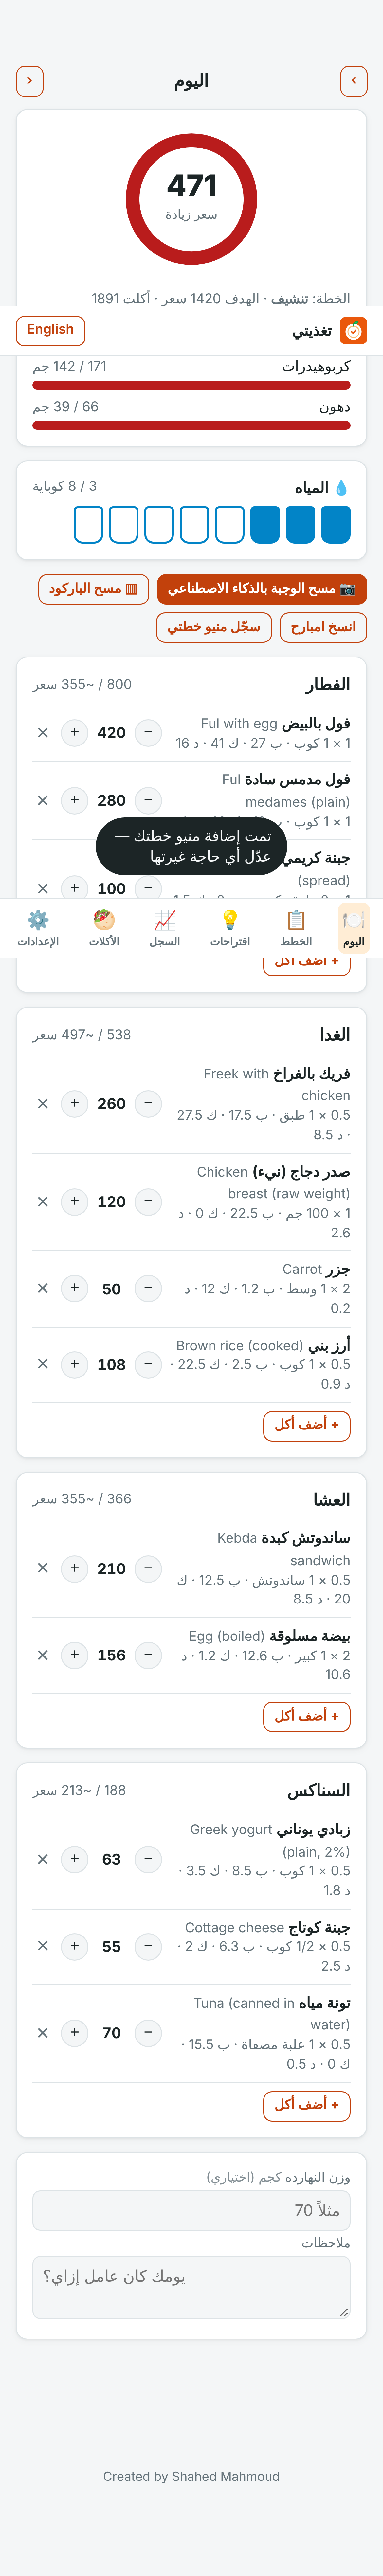 اليوم
471
سعر زيادة
الخطة: تنشيف · الهدف 1420 سعر · أكلت 1891
تغذيتي
English
كربوهيدرات
171 / 142 جم
دهون
66 / 39 جم
💧 المياه
3 / 8 كوباية
📷 مسح الوجبة بالذكاء الاصطناعي
▥ مسح الباركود
انسخ امبارح
سجّل منيو خطتي
الفطار
800 / ~355 سعر
فول بالبيض Ful with egg
1 × 1 كوب · ب 27 · ك 41 · د 16
− 420 + ✕
فول مدمس سادة Ful
medames (plain)
− 280 + ✕
تمت إضافة منيو خطتك —
عدّل أي حاجة غيرتها
جبنة كريمي
(spread)
− 100 + ✕
🍽️ اليوم
📋 الخطط
💡 اقتراحات
📈 السجل
🥙 الأكلات
⚙️ الإعدادات
+ أضف أكل
الغدا
538 / ~497 سعر
فريك بالفراخ Freek with
chicken
0.5 × 1 طبق · ب 17.5 · ك 27.5
· د 8.5
− 260 + ✕
صدر دجاج (نيء) Chicken
breast (raw weight)
1 × 100 جم · ب 22.5 · ك 0 · د
2.6
− 120 + ✕
جزر Carrot
2 × 1 وسط · ب 1.2 · ك 12 · د
0.2
− 50 + ✕
أرز بني Brown rice (cooked)
0.5 × 1 كوب · ب 2.5 · ك 22.5 ·
د 0.9
− 108 + ✕
+ أضف أكل
العشا
366 / ~355 سعر
ساندوتش كبدة Kebda
sandwich
0.5 × 1 ساندوتش · ب 12.5 · ك
20 · د 8.5
− 210 + ✕
بيضة مسلوقة Egg (boiled)
2 × 1 كبير · ب 12.6 · ك 1.2 · د
10.6
− 156 + ✕
+ أضف أكل
السناكس
188 / ~213 سعر
زبادي يوناني Greek yogurt
(plain, 2%)
0.5 × 1 كوب · ب 8.5 · ك 3.5 ·
د 1.8
− 63 + ✕
جبنة كوتاج Cottage cheese
0.5 × 1/2 كوب · ب 6.3 · ك 2 ·
د 2.5
− 55 + ✕
تونة مياه Tuna (canned in
water)
0.5 × 1 علبة مصفاة · ب 15.5 ·
ك 0 · د 0.5
− 70 + ✕
+ أضف أكل
وزن النهارده كجم (اختياري)
مثلاً 70
ملاحظات
يومك كان عامل إزاي؟
Created by Shahed Mahmoud